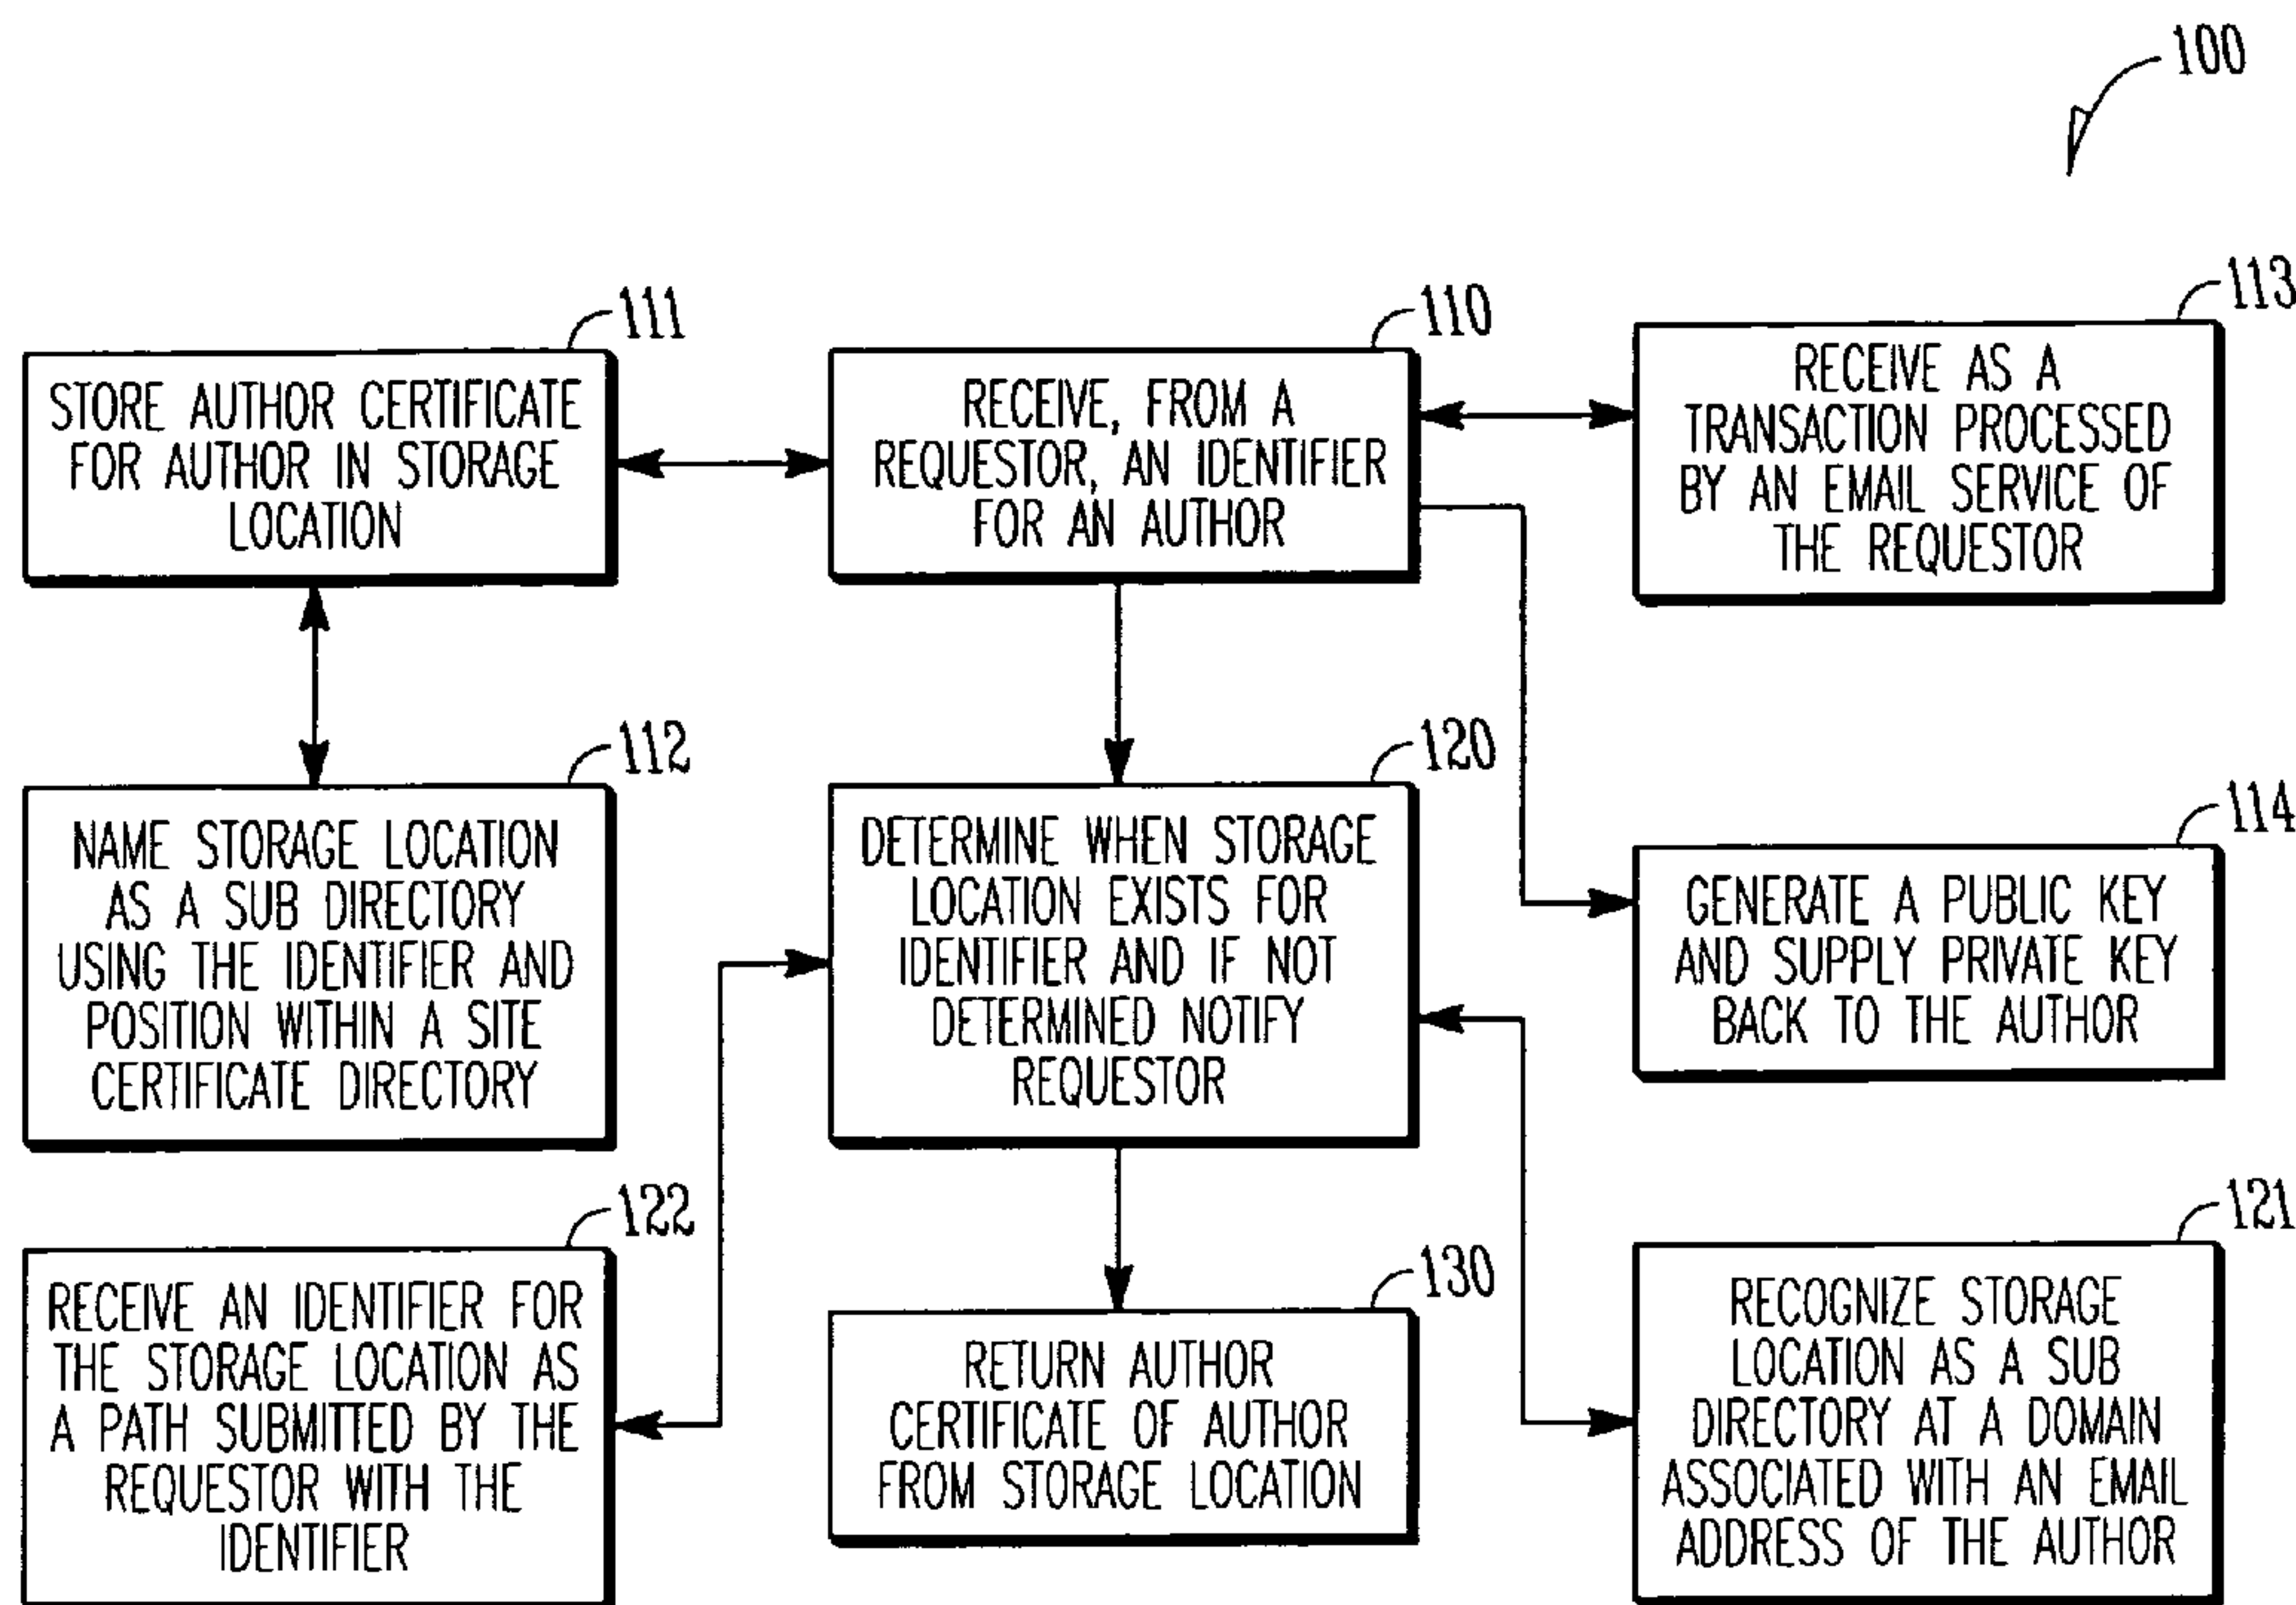 100
111
STORE AUTHOR CERTIFICATE
FOR AUTHOR IN STORAGE
LOCATION
110
RECEIVE, FROM A
REQUESTOR, AN IDENTIFIER
FOR AN AUTHOR
113
RECEIVE AS A
TRANSACTION PROCESSED
BY AN EMAIL SERVICE OF
THE REQUESTOR
112
NAME STORAGE LOCATION
AS A SUB DIRECTORY
USING THE IDENTIFIER AND
POSITION WITHIN A SITE
CERTIFICATE DIRECTORY
120
DETERMINE WHEN STORAGE
LOCATION EXISTS FOR
IDENTIFIER AND IF NOT
DETERMINED NOTIFY
REQUESTOR
114
GENERATE A PUBLIC KEY
AND SUPPLY PRIVATE KEY
BACK TO THE AUTHOR
122
RECEIVE AN IDENTIFIER FOR
THE STORAGE LOCATION AS
A PATH SUBMITTED BY THE
REQUESTOR WITH THE
IDENTIFIER
130
RETURN AUTHOR
CERTIFICATE OF AUTHOR
FROM STORAGE LOCATION
121
RECOGNIZE STORAGE
LOCATION AS A SUB
DIRECTORY AT A DOMAIN
ASSOCIATED WITH AN EMAIL
ADDRESS OF THE AUTHOR